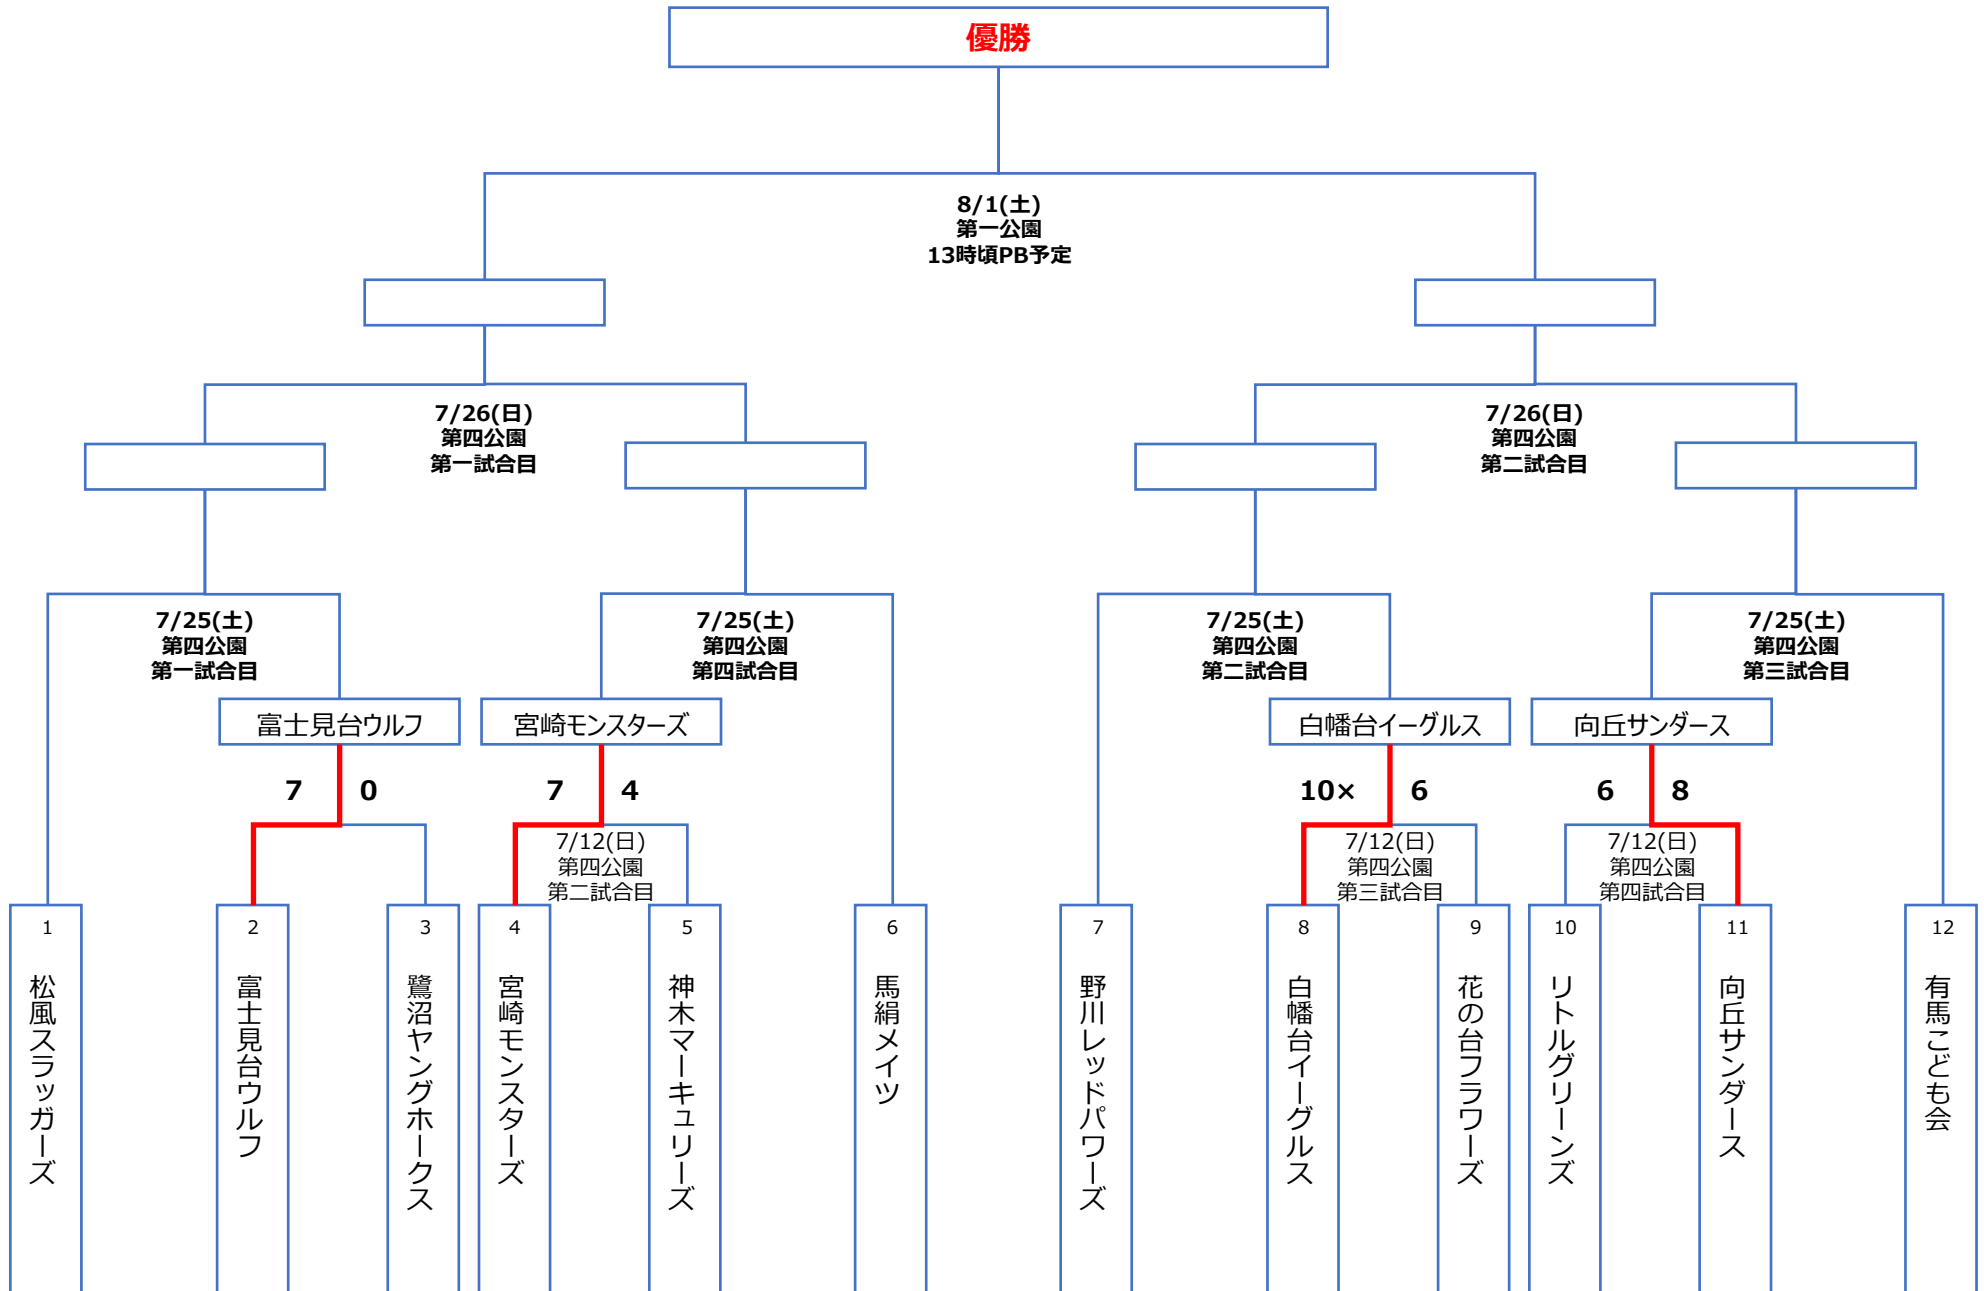 優勝
8/1(土)
第一公園
13時頃PB予定
7/26(日)
第四公園
第一試合目
7/26(日)
第四公園
第二試合目
7/25(土)
第四公園
第一試合目
7/25(土)
第四公園
第四試合目
7/25(土)
第四公園
第二試合目
7/25(土)
第四公園
第三試合目
富士見台ウルフ
宮崎モンスターズ
白幡台イーグルス
向丘サンダース
7 0
7 4
10× 6
6 8
7/12(日)
第四公園
第二試合目
7/12(日)
第四公園
第三試合目
7/12(日)
第四公園
第四試合目
1
松風スラッガーズ
2
富士見台ウルフ
3
鷺沼ヤングホークス
4
宮崎モンスターズ
5
神木マーキュリーズ
6
馬絹メイツ
7
野川レッドパワーズ
8
白幡台イーグルス
9
花の台フラワーズ
10
リトルグリーンズ
11
向丘サンダース
12
有馬こども会